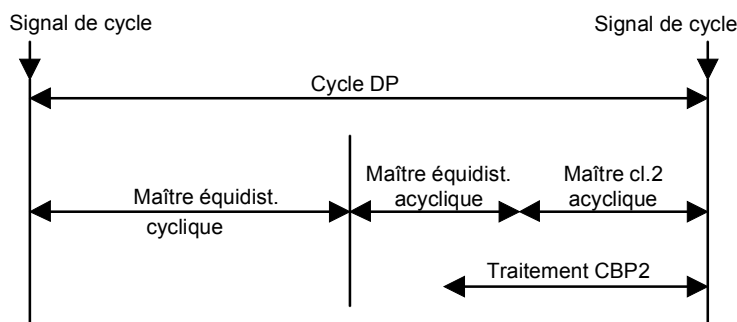 Signal de cycle
Signal de cycle
Cycle DP
Maître équidist.
cyclique
Maître équidist.
acyclique
Maître cl.2
acyclique
Traitement CBP2